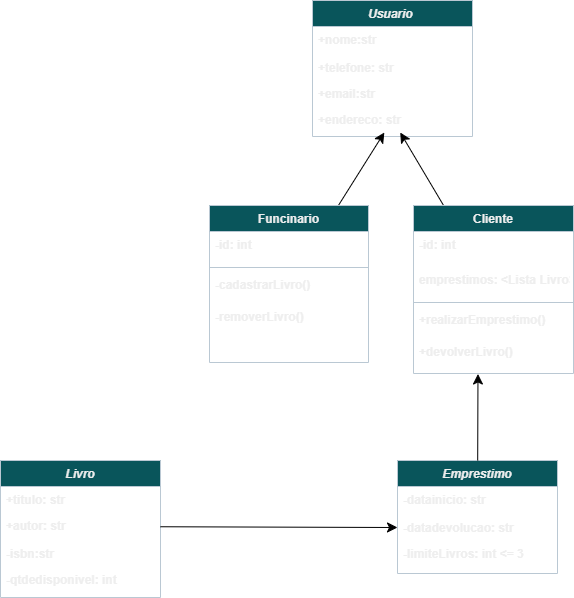 Usuario
+nome:str
+telefone: str
+email:str
+endereco: str
Funcinario
-id: int
-cadastrarLivro()
-removerLivro()
Cliente
-id: int
emprestimos: <Lista Livro
+realizarEmprestimo()
+devolverLivro()
Livro
+titulo: str
+autor: str
-isbn:str
-qtdedisponivel: int
Emprestimo
-datainicio: str
-datadevolucao: str
-limiteLivros: int <= 3